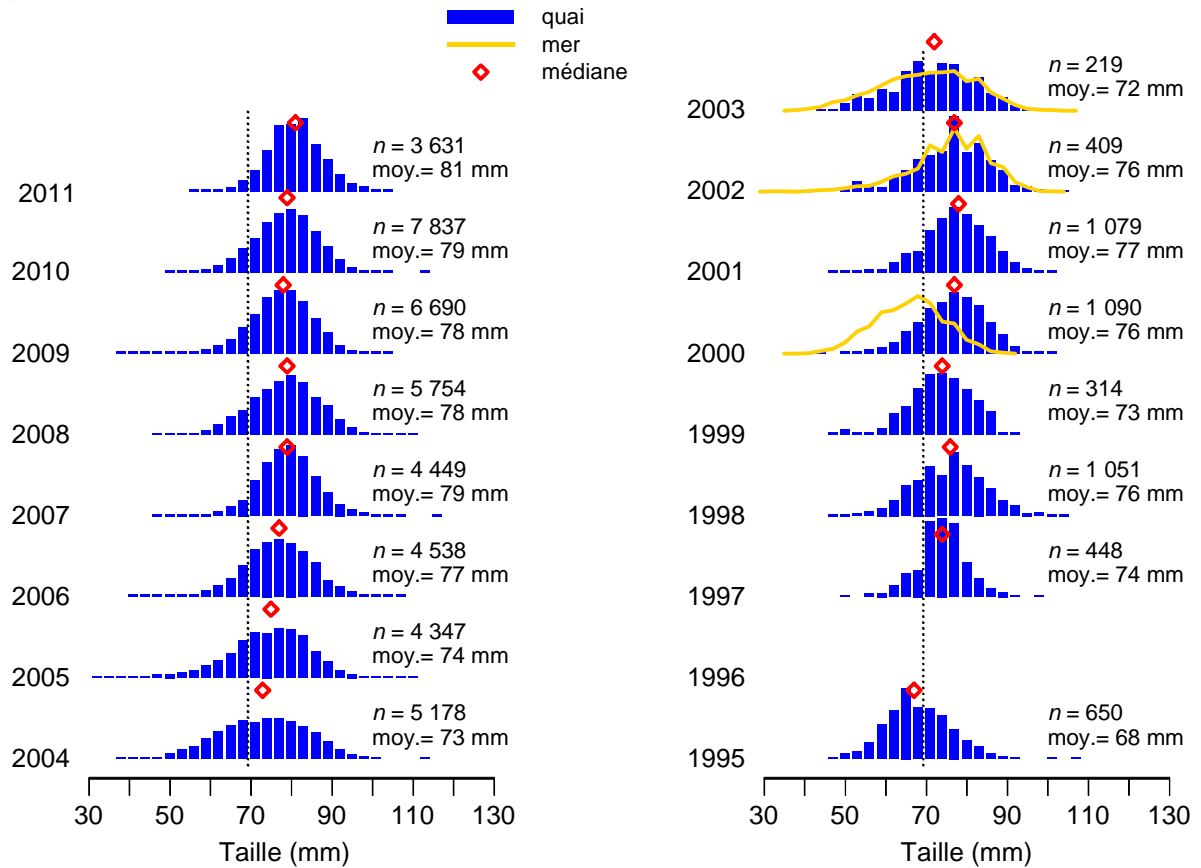 quai
mer
médiane
2011
n = 3 631
moy.= 81 mm
2010
n = 7 837
moy.= 79 mm
2009
n = 6 690
moy.= 78 mm
2008
n = 5 754
moy.= 78 mm
2007
n = 4 449
moy.= 79 mm
2006
n = 4 538
moy.= 77 mm
2005
n = 4 347
moy.= 74 mm
2004
n = 5 178
moy.= 73 mm
30 50 70 90 110 130
Taille (mm)
2003
n = 219
moy.= 72 mm
2002
n = 409
moy.= 76 mm
2001
n = 1 079
moy.= 77 mm
2000
n = 1 090
moy.= 76 mm
1999
n = 314
moy.= 73 mm
1998
n = 1 051
moy.= 76 mm
1997
n = 448
moy.= 74 mm
1996
1995
n = 650
moy.= 68 mm
30 50 70 90 110 130
Taille (mm)